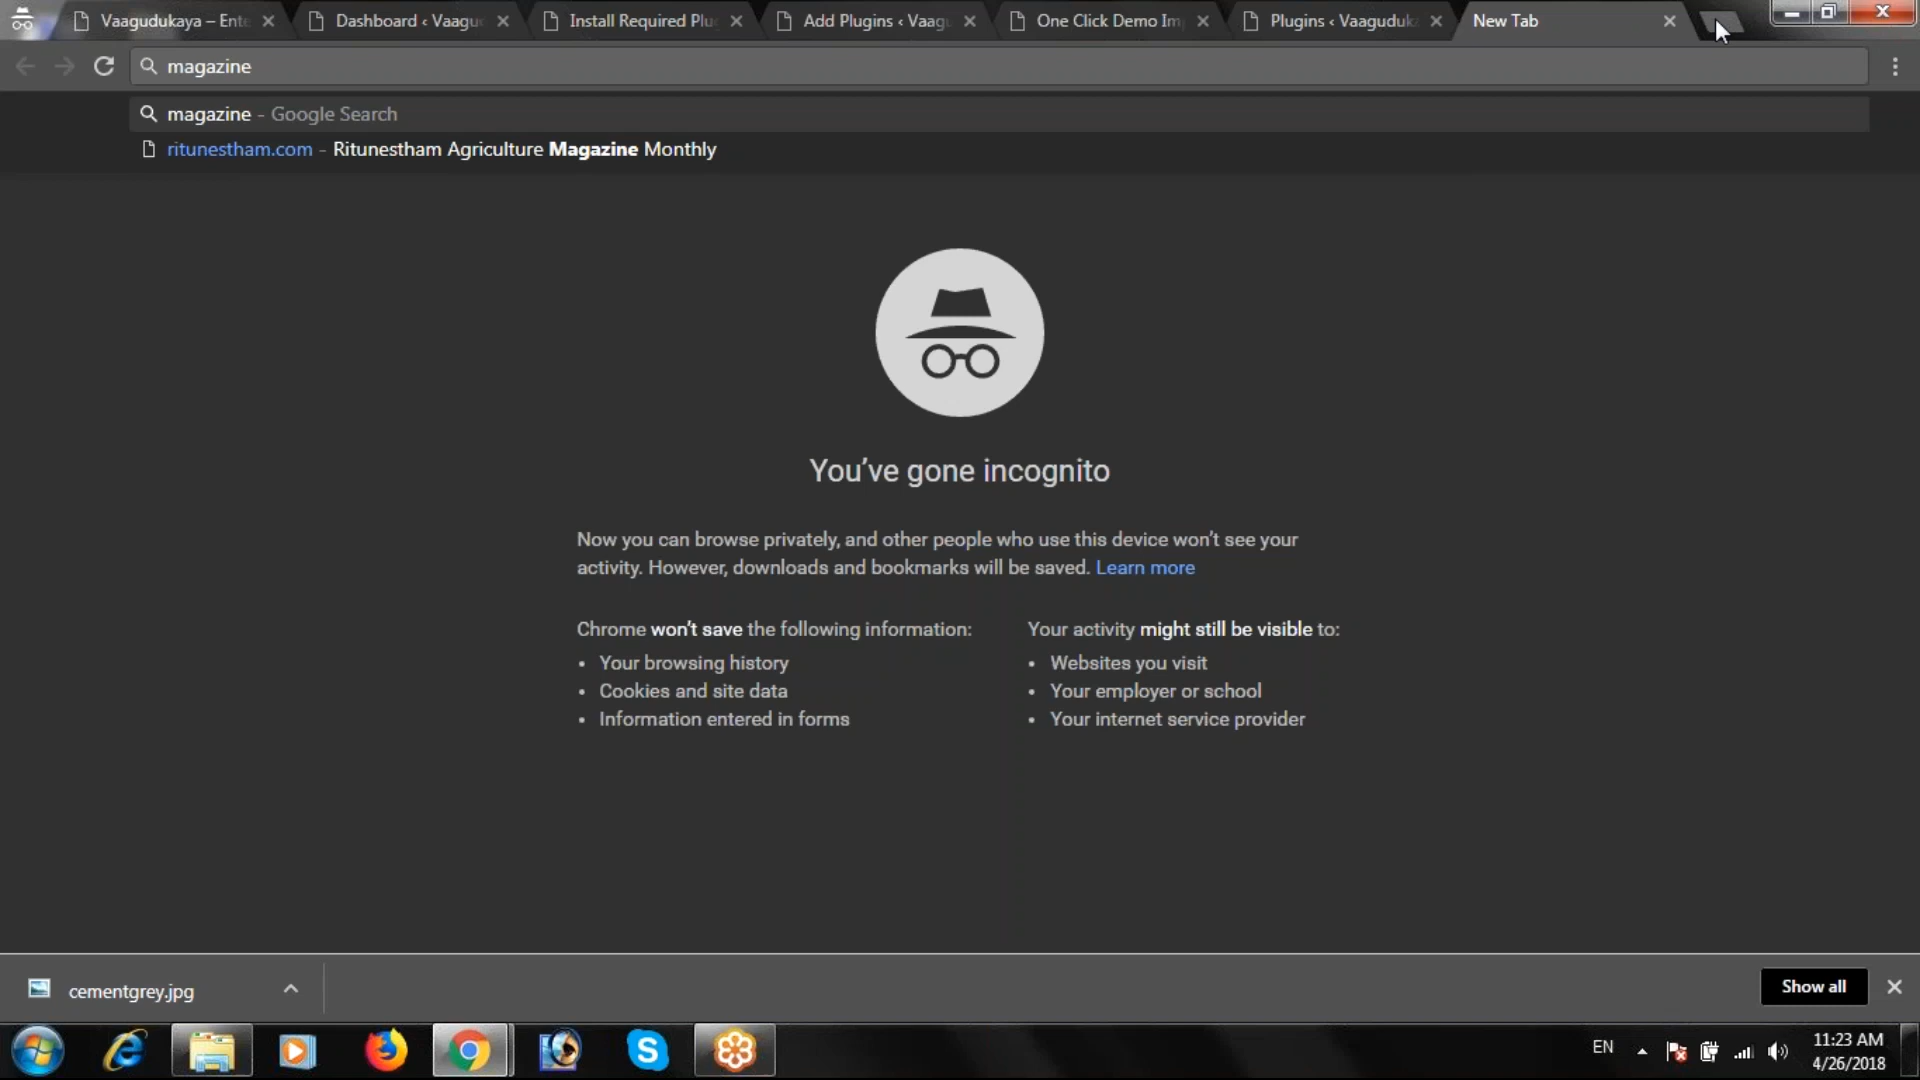 Vaagudukaya – Ente
Dashboard ‹ Vaagu
Install Required Plu
Add Plugins ‹ Vaag
One Click Demo Im
Plugins ‹ Vaaguduk
New Tab
magazine
magazine - Google Search
ritunestham.com - Ritunestham Agriculture Magazine Monthly
You've gone incognito
Now you can browse privately, and other people who use this device won't see your
activity. However, downloads and bookmarks will be saved. Learn more
Chrome won't save the following information:
• Your browsing history
• Cookies and site data
• Information entered in forms
Your activity might still be visible to:
• Websites you visit
• Your employer or school
• Your internet service provider
cementgrey.jpg
Show all
EN
11:23 AM
4/26/2018